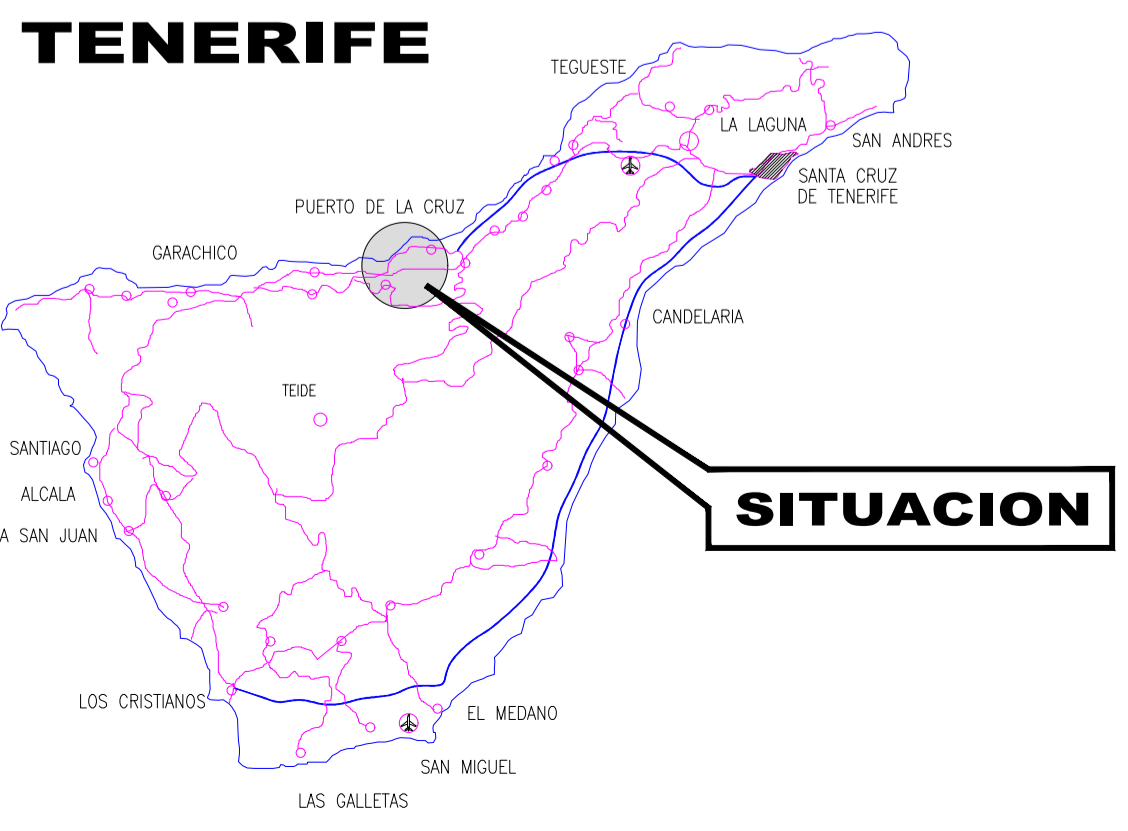 TENERIFE
TEGUESTE
LA LAGUNA
SAN ANDRES
SANTA CRUZ
DE TENERIFE
PUERTO DE LA CRUZ
GARACHICO
CANDELARIA
TEIDE
SANTIAGO
ALCALA
A SAN JUAN
SITUACION
LOS CRISTIANOS
EL MEDANO
SAN MIGUEL
LAS GALLETAS